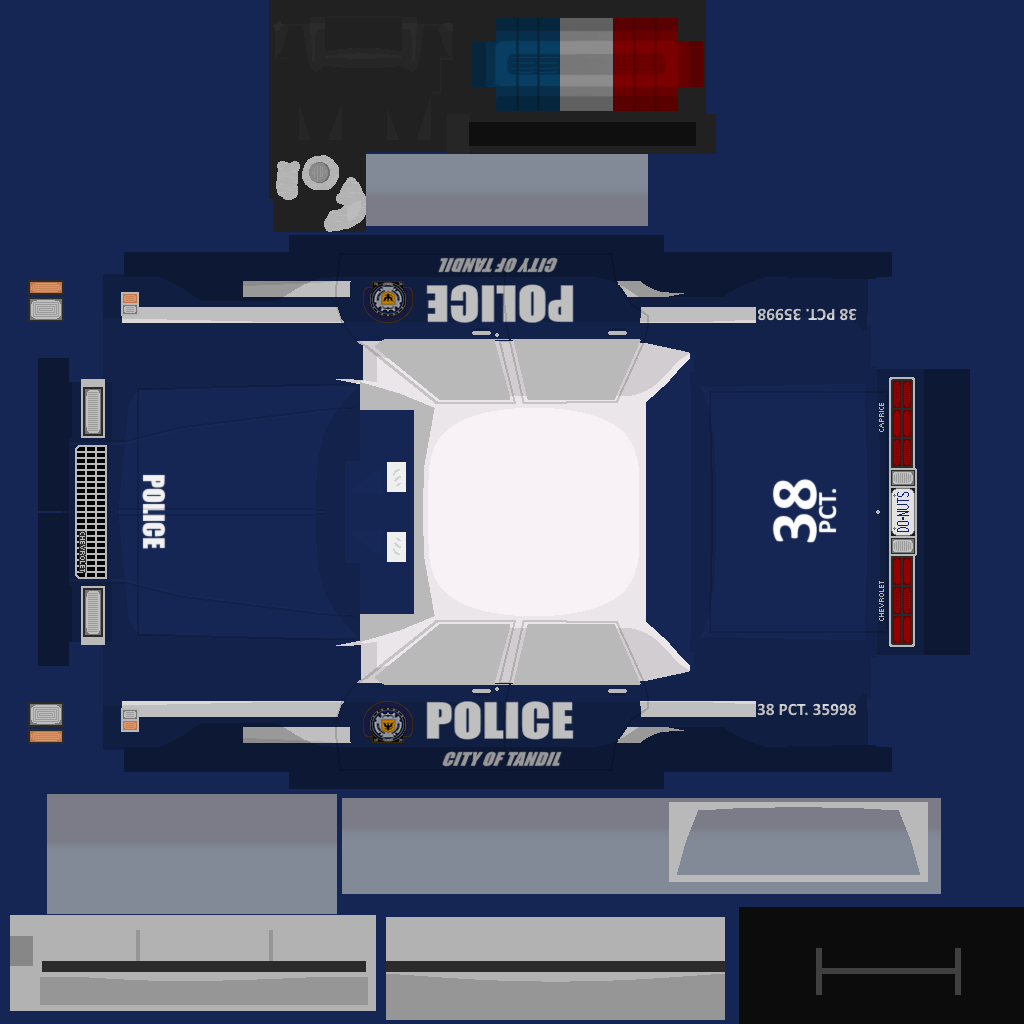 CITY OF TANDIL
POLICE
38 PCT. 35998
CAPRICE
POLICE
38
PCT.
DO-NUTS
CHEVROLET
CHEVROLET
POLICE
38 PCT. 35998
CITY OF TANDIL